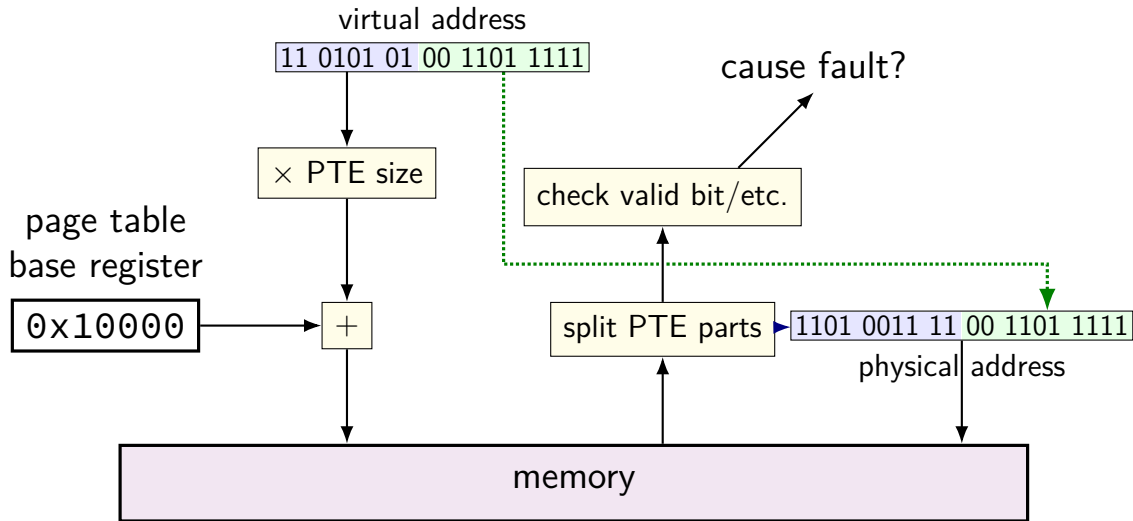 virtual address
11 0101 01 00 1101 1111
cause fault?
× PTE size
check valid bit/etc.
page table
base register
0x10000
+
split PTE parts
1101 0011 11 00 1101 1111
physical address
memory